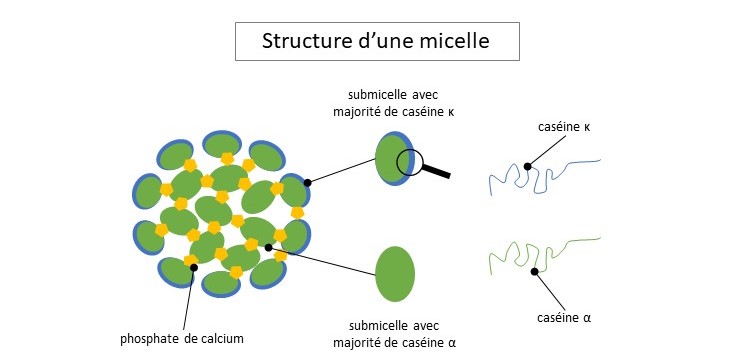 Structure d'une micelle
submicelle avec
majorité de caséine κ
caséine κ
phosphate de calcium
submicelle avec
majorité de caséine α
caséine α